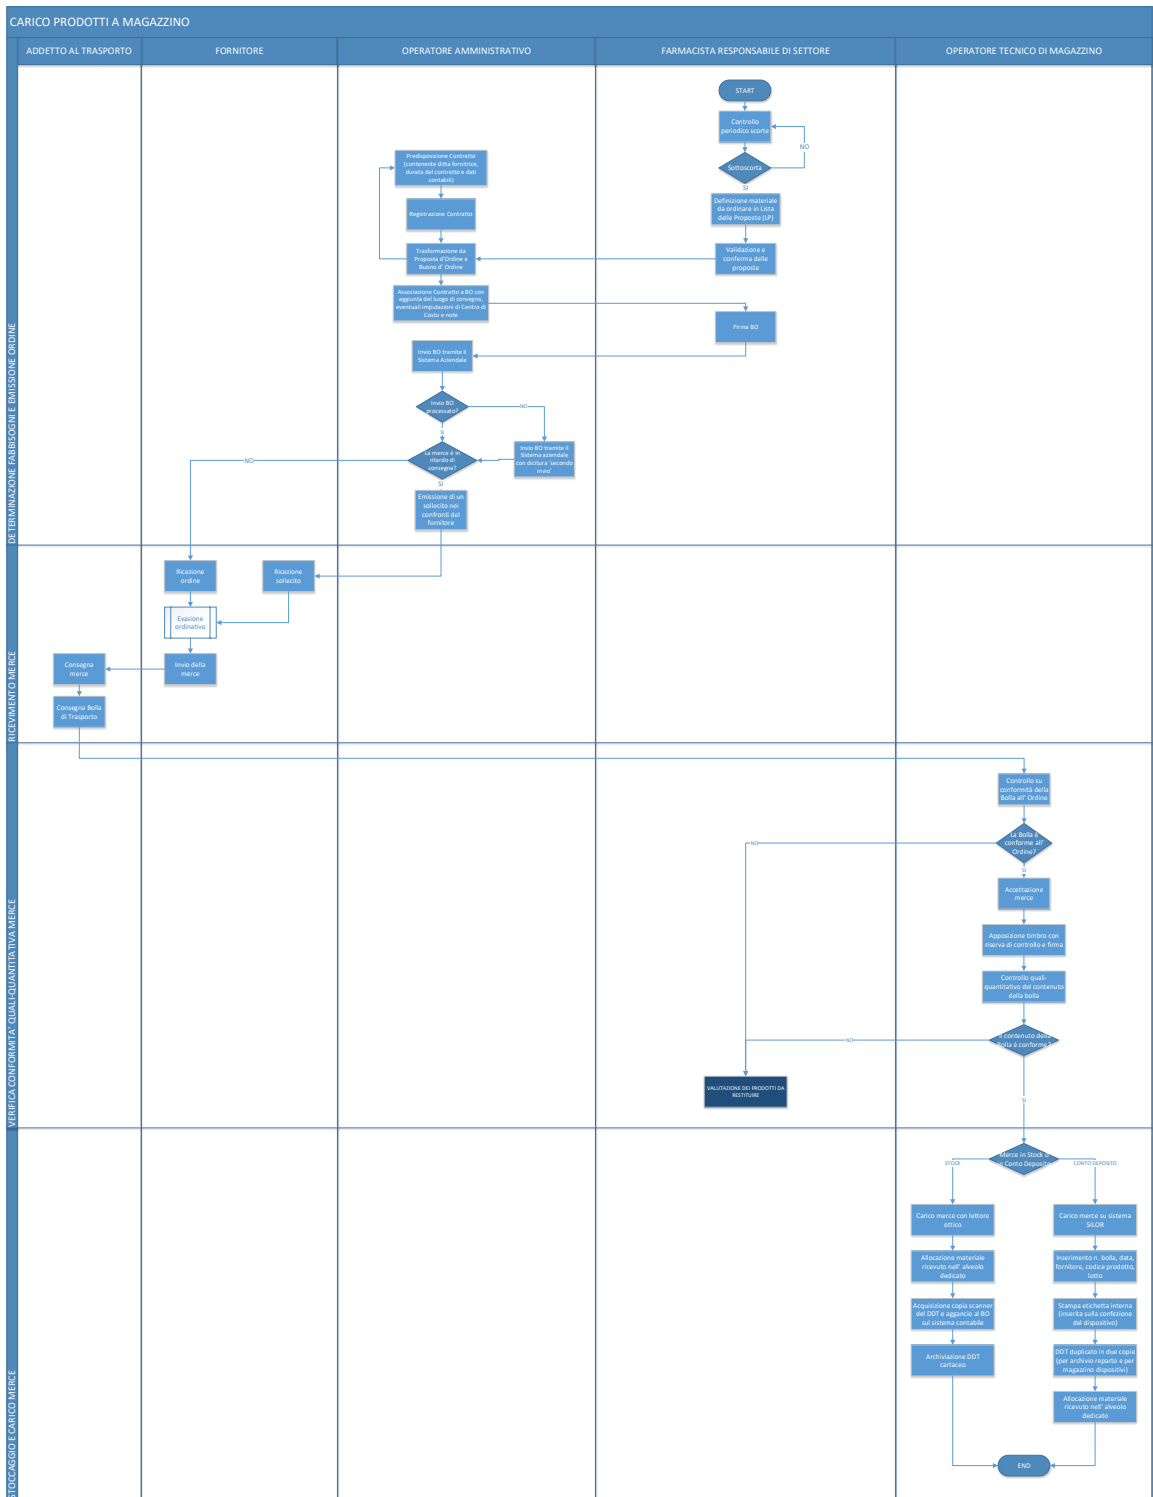 CARICO PRODOTTI A MAGAZZINO
ADDETTO AL TRASPORTO
FORNITORE
OPERATORE AMMINISTRATIVO
FARMACISTA RESPONSABILE DI SETTORE
OPERATORE TECNICO DI MAGAZZINO
DETERMINAZIONE FABBISOGNI E EMISSIONE ORDINE
START
Controllo
periodico scorte
NO
Sottoscorta
SI
Definizione materiale
da ordinare in Lista
delle Proposte (LP)
Validazione e
conferma delle
proposte
Predisposizione Contratto
(contenente ditta fornitrice,
durata del contratto e dati
contabili)
Registrazione Contratto
Trasformazione da
Proposta d'Ordine a
Buono d' Ordine
Associazione Contratto a BO con
aggiunta del luogo di consegna,
eventuali imputazioni di Centro di
Costo e note
Firma BO
Invio BO tramite il
Sistema Aziendale
Invio BO
processato?
NO
SI
Invio BO tramite il
Sistema aziendale
con dicitura 'secondo
invio'
La merce è in
ritardo di
consegna?
NO
SI
Emissione di un
sollecito nei
confronti del
fornitore
RICEVIMENTO MERCE
Ricezione
ordine
Ricezione
sollecito
Evasione
ordinativo
Invio della
merce
Consegna
merce
Consegna Bolla
di Trasporto
VERIFICA CONFORMITA' QUALI-QUANTITATIVA MERCE
Controllo su
conformità della
Bolla all' Ordine
La Bolla è
conforme all'
Ordine?
NO
SI
Accettazione
merce
Apposizione timbro con
riserva di controllo e firma
Controllo quali-
quantitativo del contenuto
della bolla
Il contenuto della
Bolla è conforme?
NO
SI
VALUTAZIONE DEI PRODOTTI DA
RESTITUIRE
STOCCAGGIO E CARICO MERCE
Merce in Stock o
in Conto Deposito
STOCK
CONTO DEPOSITO
Carico merce con lettore
ottico
Allocazione materiale
ricevuto nell' alveolo
dedicato
Acquisizione copia scanner
del DDT e aggancio al BO
sul sistema contabile
Archiviazione DDT
cartaceo
Carico merce su sistema
SILOR
Inserimento n. bolla, data,
fornitore, codice prodotto,
lotto
Stampa etichetta interna
(inserita sulla confezione
del dispositivo)
DDT duplicato in due copie
(per archivio reparto e per
magazzino dispositivi)
Allocazione materiale
ricevuto nell' alveolo
dedicato
END